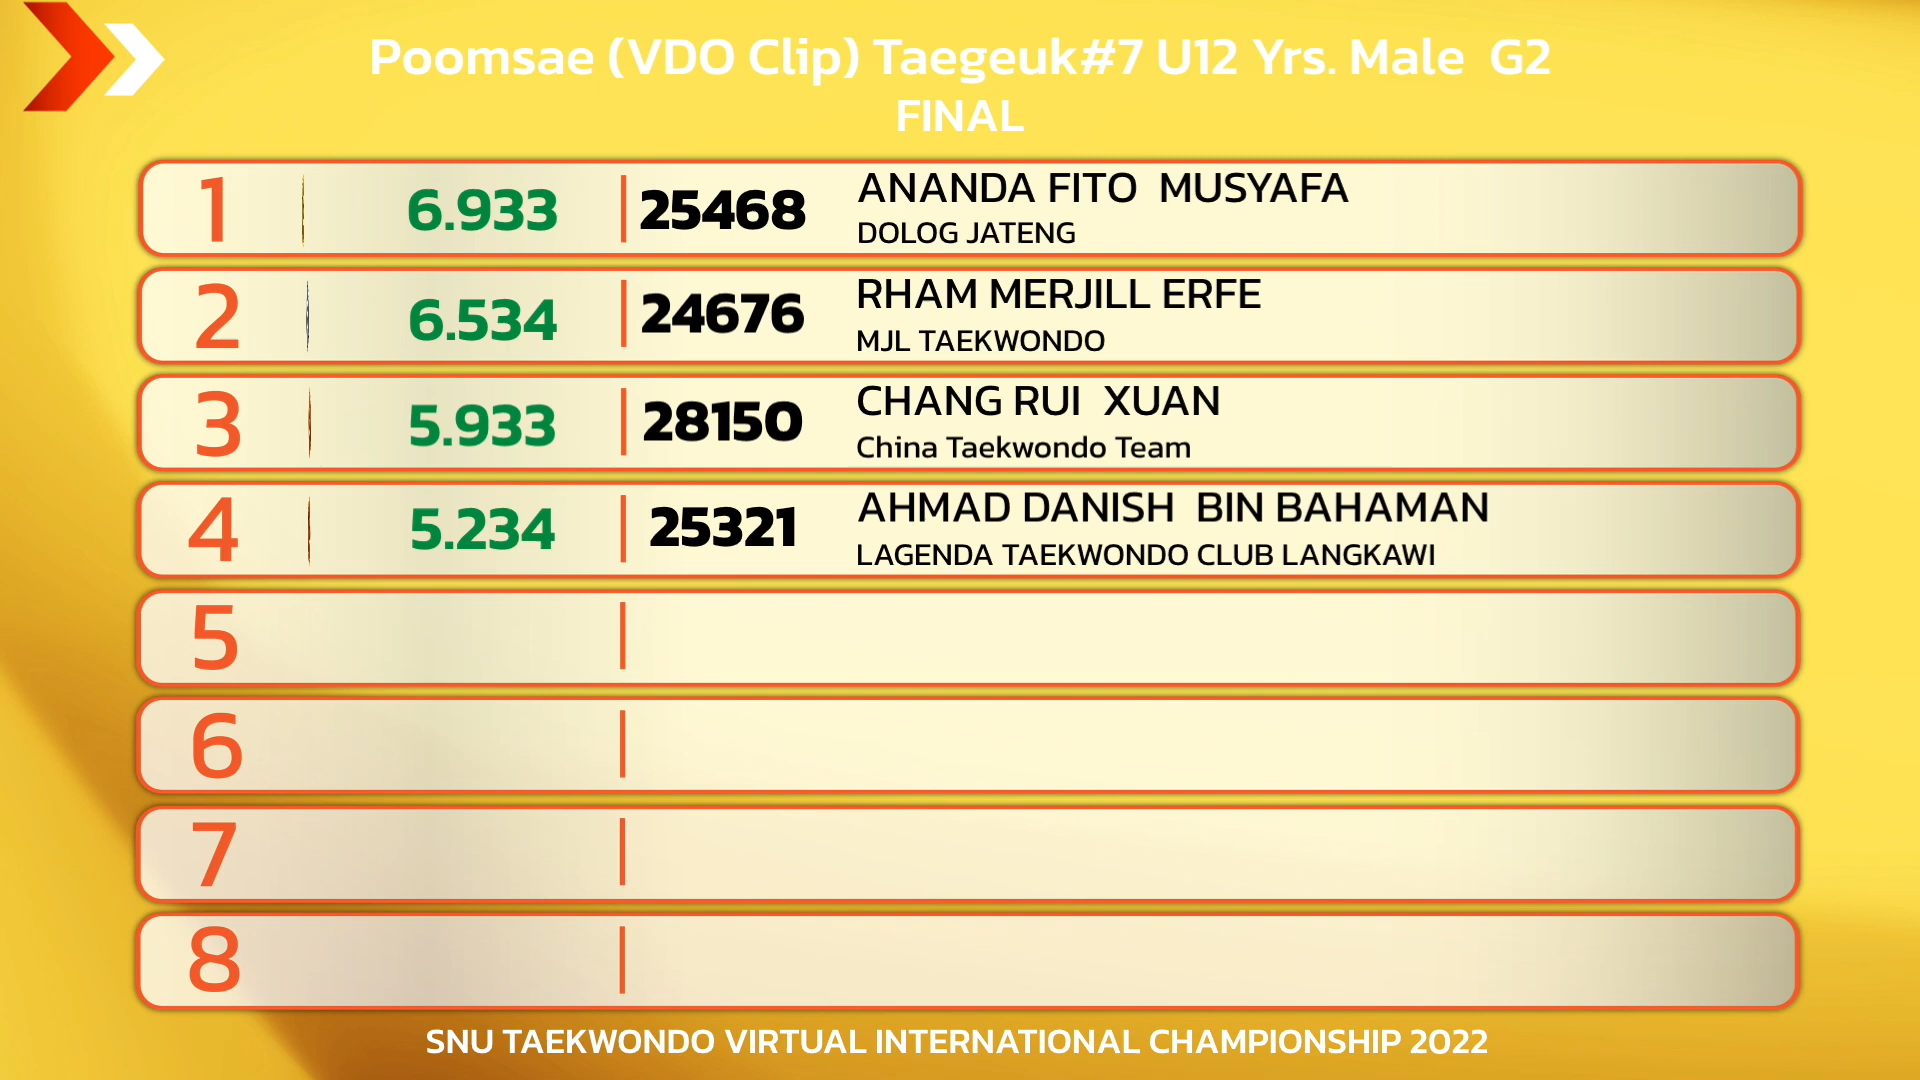 Poomsae (VDO Clip) Taegeuk#7 U12 Yrs. Male  G2
FINAL
1 6.933 25468 ANANDA FITO  MUSYAFA
DOLOG JATENG
2 6.534 24676 RHAM MERJILL ERFE
MJL TAEKWONDO
3 5.933 28150 CHANG RUI  XUAN
China Taekwondo Team
4 5.234 25321 AHMAD DANISH  BIN BAHAMAN
LAGENDA TAEKWONDO CLUB LANGKAWI
5
6
7
8
SNU TAEKWONDO VIRTUAL INTERNATIONAL CHAMPIONSHIP 2022